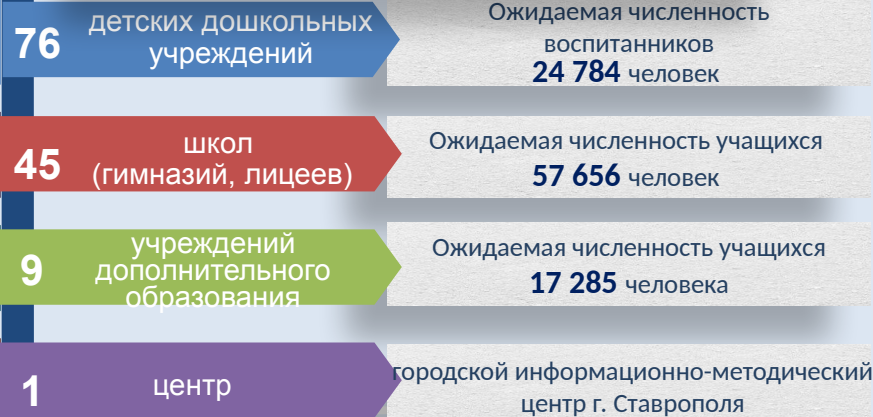 76
детских дошкольных
учреждений
Ожидаемая численность
воспитанников
24 784 человек
45
школ
(гимназий, лицеев)
Ожидаемая численность учащихся
57 656 человек
9
учреждений
дополнительного
образования
Ожидаемая численность учащихся
17 285 человека
1
центр
городской информационно-методический
центр г. Ставрополя